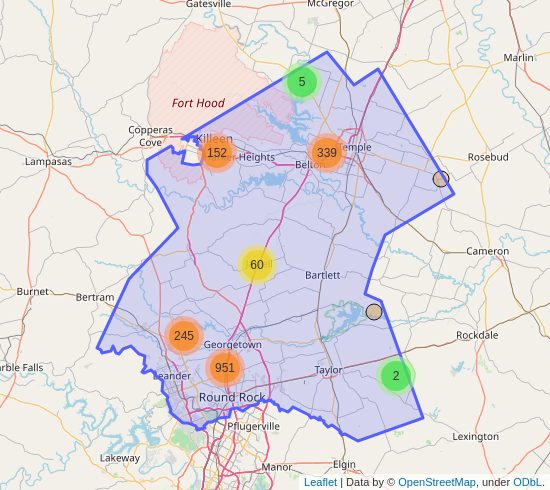 Gatesville
McGregor
Marlin
5
Fort Hood
Copperas
Cove
Killeen
Lampasas
152
Heights
339
Temple
Belton
Rosebud
60
Cameron
Bartlett
Burnet
Bertram
245
Georgetown
Rockdale
Marble Falls
Leander
951
Taylor
2
Round Rock
Pflugerville
Lexington
Lakeway
Manor
Elgin
Leaflet | Data by © OpenStreetMap, under ODbL.